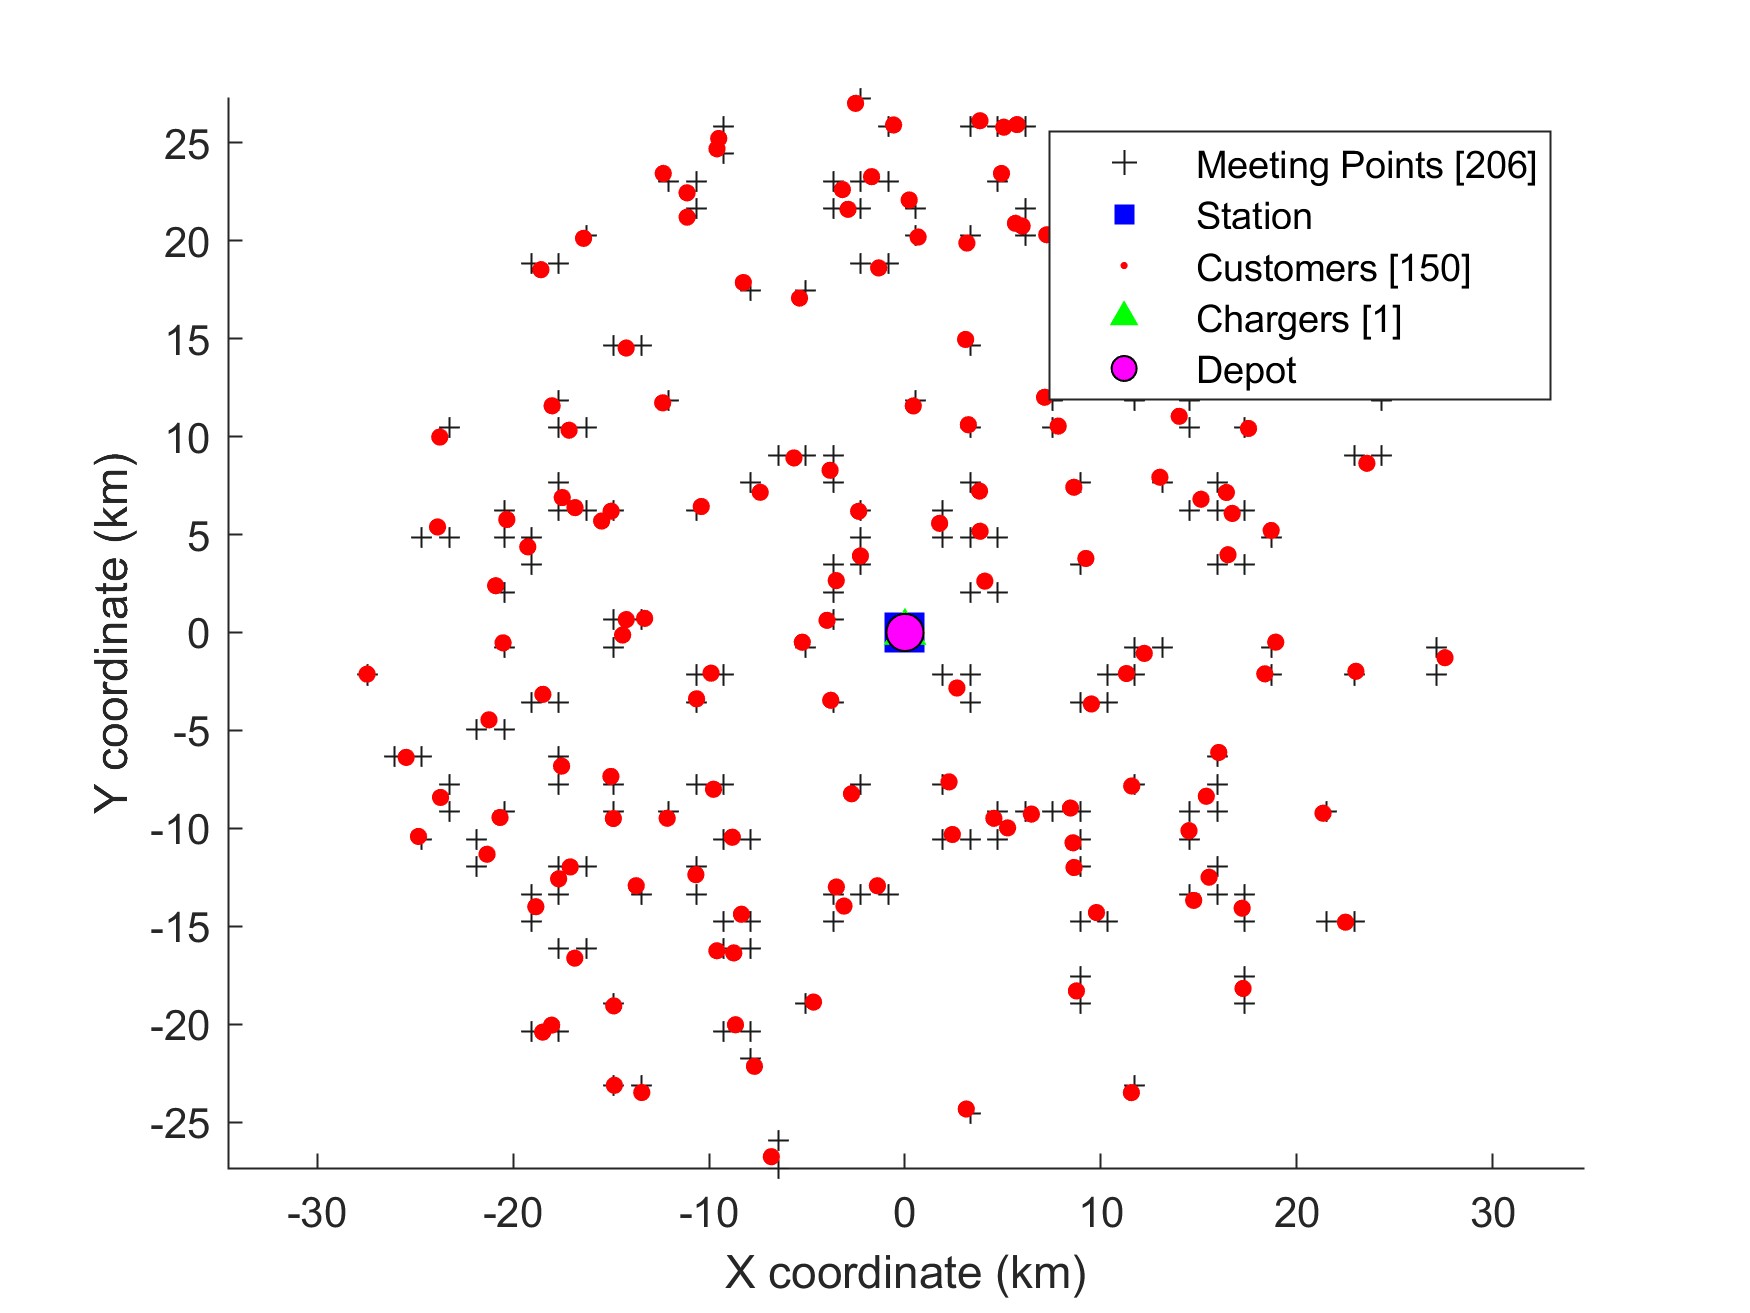 25
20
15
10
5
0
-5
-10
-15
-20
-25
Y coordinate (km)
Meeting Points [206]
Station
Customers [150]
Chargers [1]
Depot
-30 -20 -10 0 10 20 30
X coordinate (km)